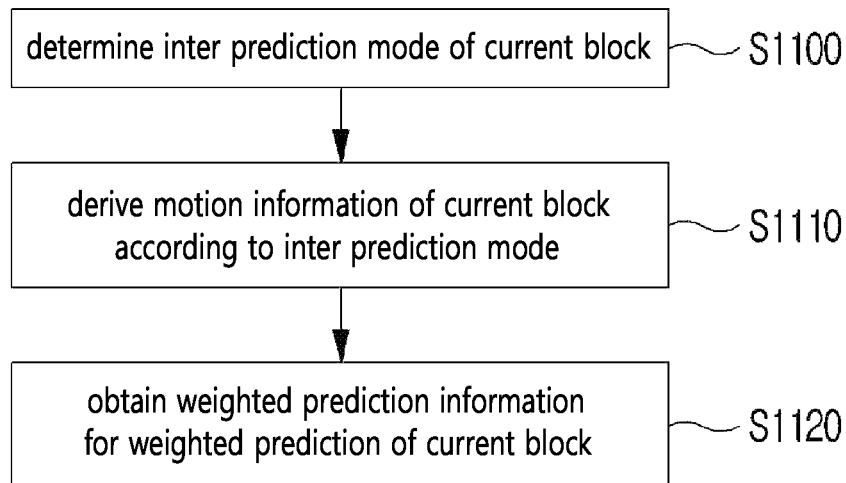 determine inter prediction mode of current block
S1100
derive motion information of current block
according to inter prediction mode
S1110
obtain weighted prediction information
for weighted prediction of current block
S1120